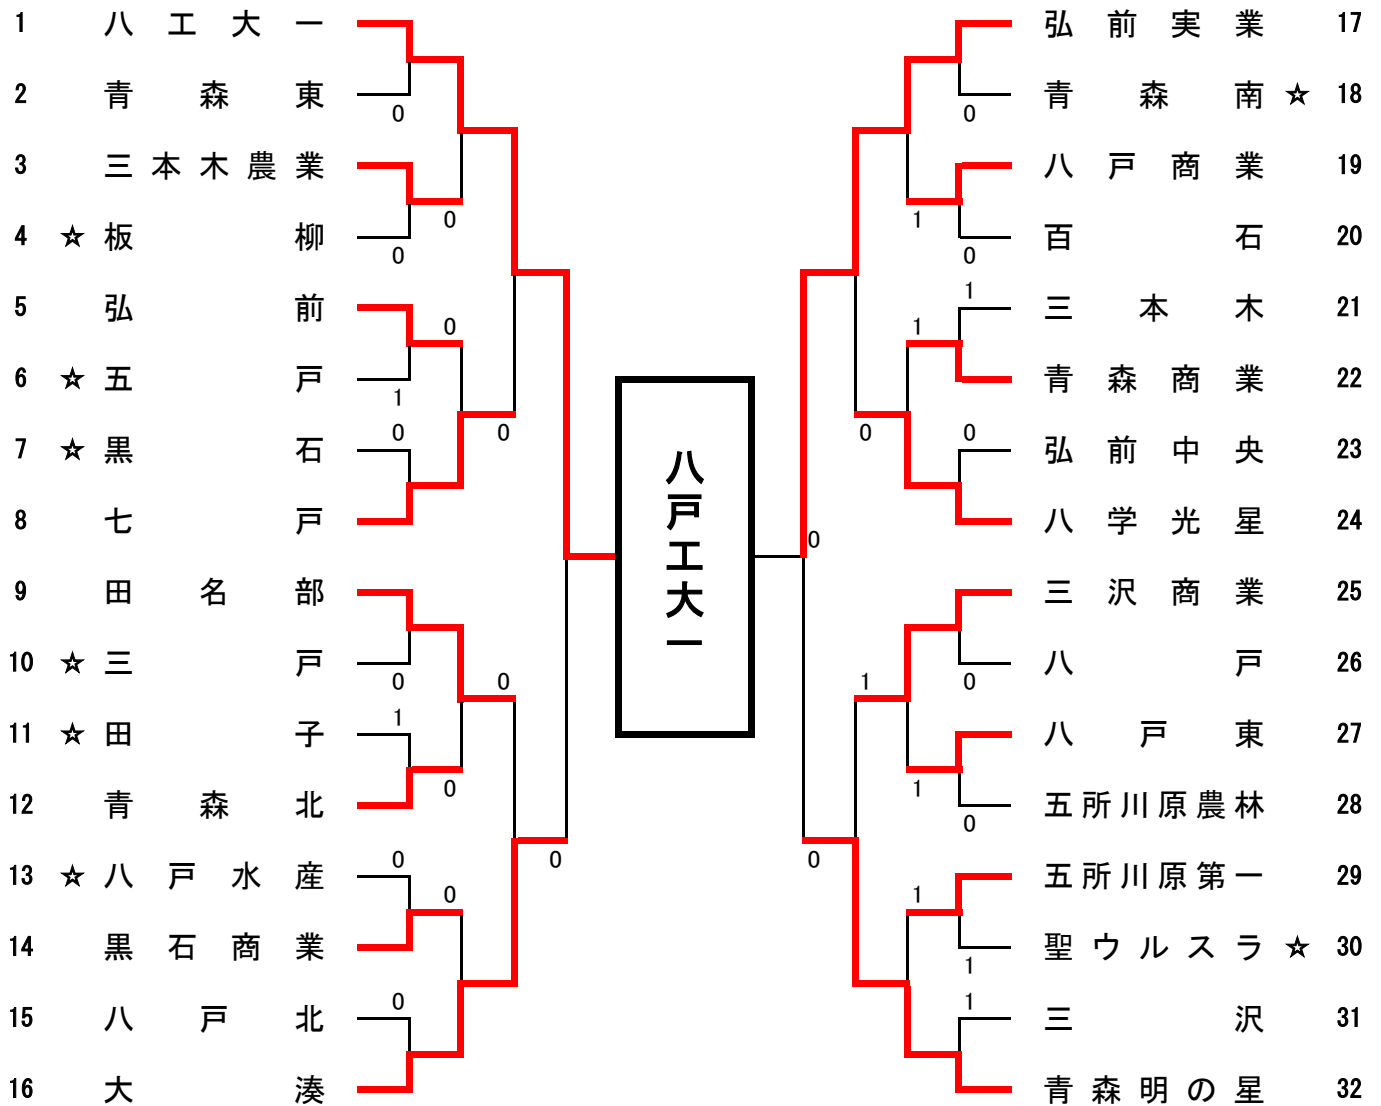 1 八工大一
2 青森東
0
3 三本木農業
0
4 ☆ 板柳
0
5 弘前
0
6 ☆ 五戸
1
0
0
7 ☆ 黒石
8 七戸
9 田名部
10 ☆ 三戸
0
0
1
11 ☆ 田子
0
12 青森北
0
0
13 ☆ 八戸水産
0
14 黒石商業
0
15 八戸北
16 大湊
八戸工大一
0
0
弘前実業 17
青森南 ☆ 18
0
八戸商業 19
1
百石 20
0
1
三本木 21
1
青森商業 22
0
0
弘前中央 23
八学光星 24
三沢商業 25
八戸 26
1
0
八戸東 27
1
五所川原農林 28
0
五所川原第一 29
1
聖ウルスラ ☆ 30
1
1
三沢 31
青森明の星 32